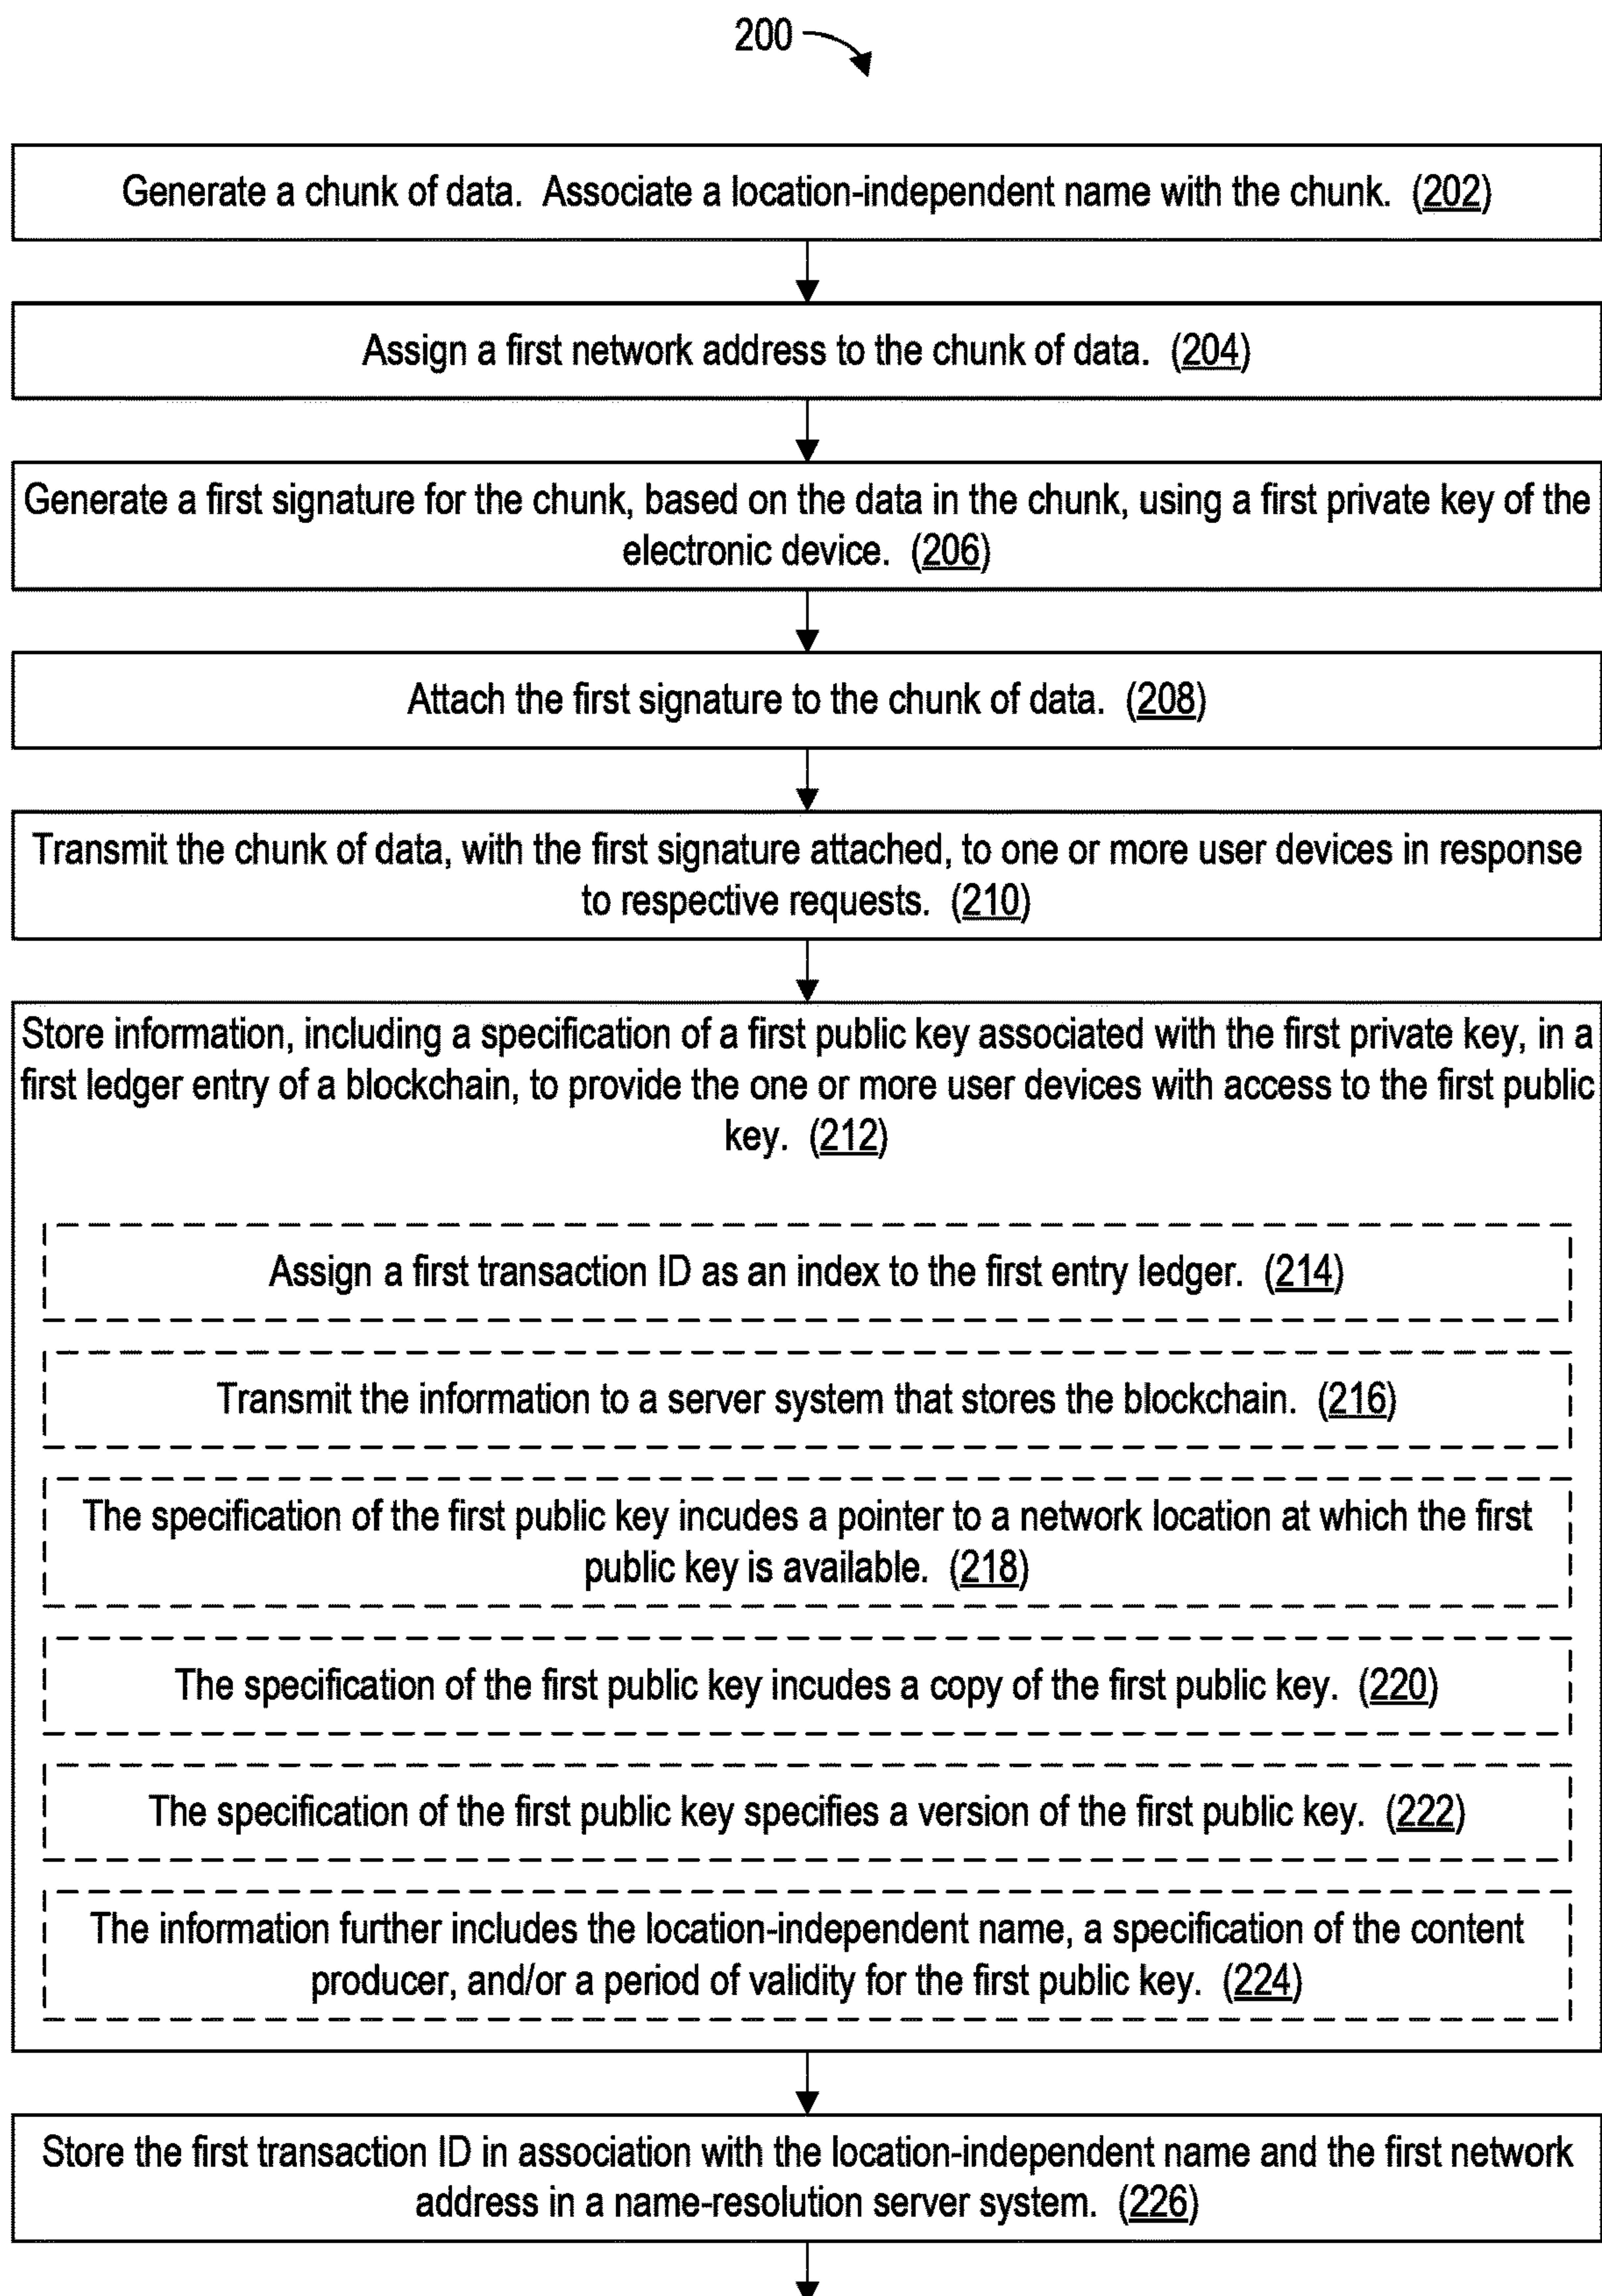 200
Generate a chunk of data. Associate a location-independent name with the chunk. (202)
Assign a first network address to the chunk of data. (204)
Generate a first signature for the chunk, based on the data in the chunk, using a first private key of the
electronic device. (206)
Attach the first signature to the chunk of data. (208)
Transmit the chunk of data, with the first signature attached, to one or more user devices in response
to respective requests. (210)
Store information, including a specification of a first public key associated with the first private key, in a
first ledger entry of a blockchain, to provide the one or more user devices with access to the first public
key. (212)
Assign a first transaction ID as an index to the first entry ledger. (214)
Transmit the information to a server system that stores the blockchain. (216)
The specification of the first public key incudes a pointer to a network location at which the first
public key is available. (218)
The specification of the first public key incudes a copy of the first public key. (220)
The specification of the first public key specifies a version of the first public key. (222)
The information further includes the location-independent name, a specification of the content
producer, and/or a period of validity for the first public key. (224)
Store the first transaction ID in association with the location-independent name and the first network
address in a name-resolution server system. (226)